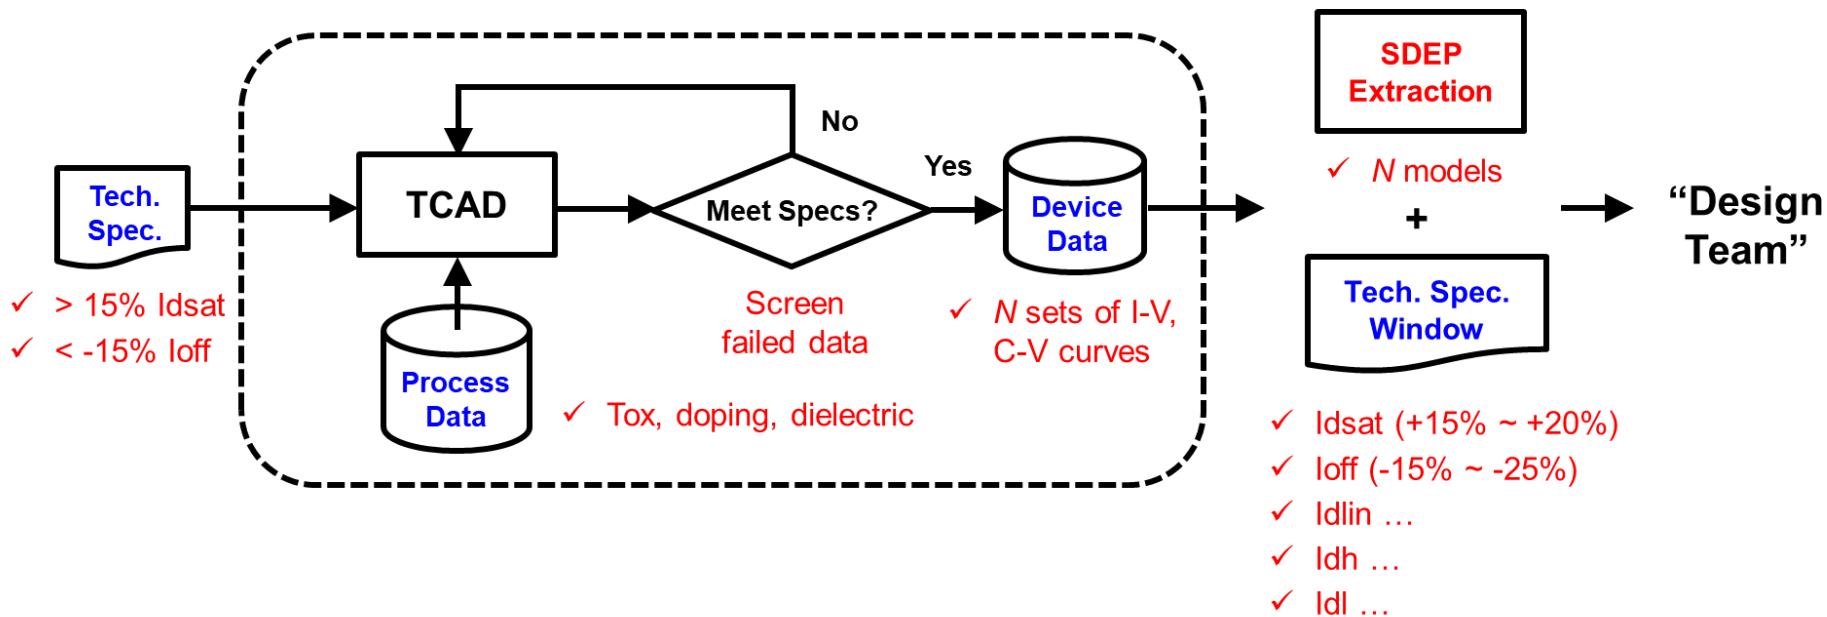 Tech.
Spec.
✓ > 15% Idsat
✓ < -15% Ioff
TCAD
Process
Data
✓ Tox, doping, dielectric
No
Meet Specs?
Yes
Screen
failed data
Device
Data
✓ N sets of I-V,
C-V curves
SDEP
Extraction
✓ N models
+
Tech. Spec.
Window
✓ Idsat (+15% ~ +20%)
✓ Ioff (-15% ~ -25%)
✓ Idlin …
✓ Idh …
✓ Idl …
“Design
Team”